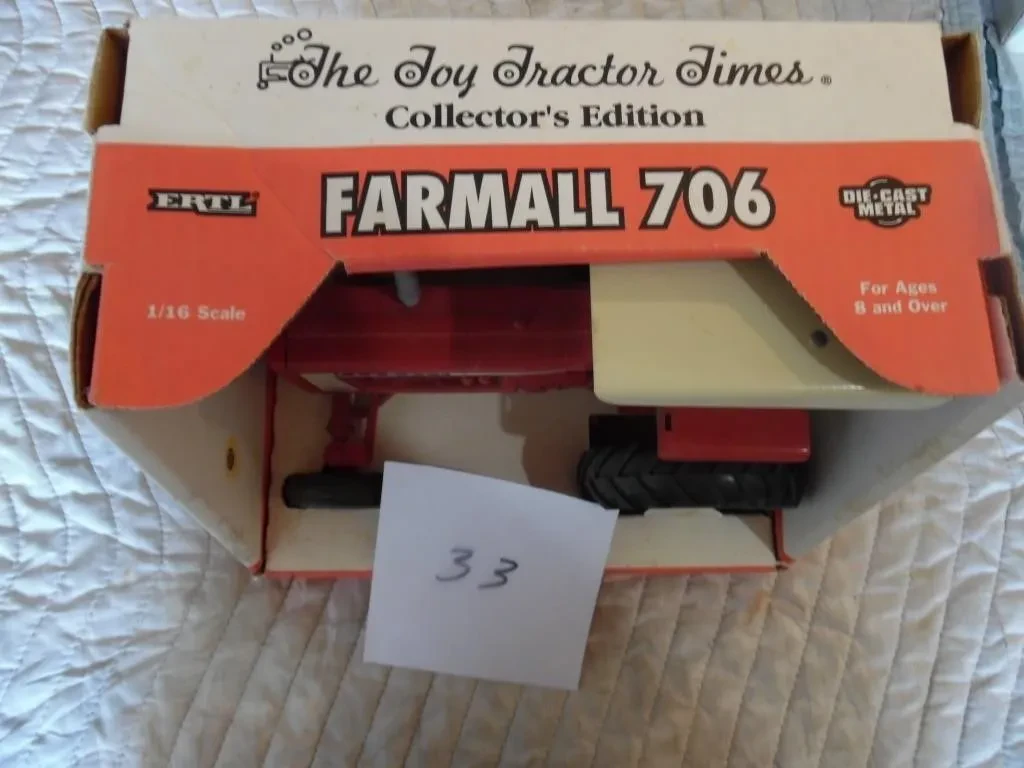 The Toy Tractor Times®
Collector's Edition
ERTL
FARMALL 706
DIE•CAST
METAL
1/16 Scale
For Ages
8 and Over
33